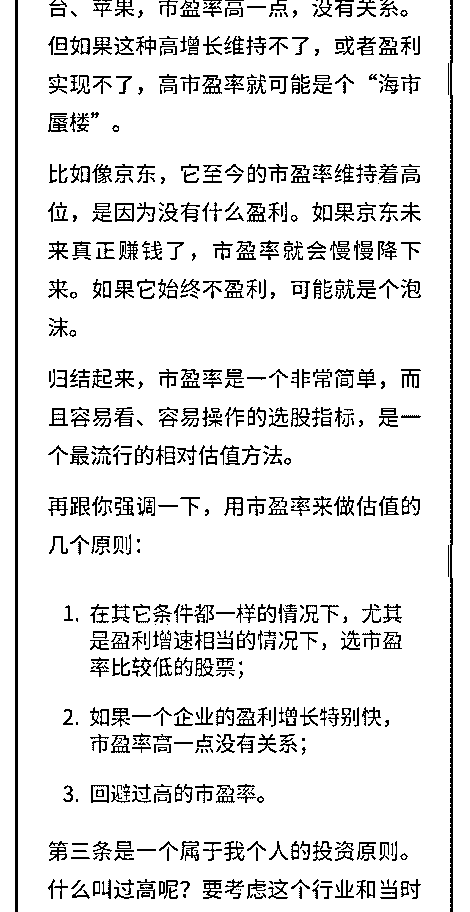 台、苹果，市盈率高一点，没有关系。
但如果这种高增长维持不了，或者盈利
实现不了，高市盈率就可能是个“海市
蜃楼”。
比如像京东，它至今的市盈率维持着高
位，是因为没有什么盈利。如果京东未
来真正赚钱了，市盈率就会慢慢降下
来。如果它始终不盈利，可能就是个泡
沫。
归结起来，市盈率是一个非常简单，而
且容易看、容易操作的选股指标，是一
个最流行的相对估值方法。
再跟你强调一下，用市盈率来做估值的
几个原则：
1. 在其它条件都一样的情况下，尤其
是盈利增速相当的情况下，选市盈
率比较低的股票；
2. 如果一个企业的盈利增长特别快，
市盈率高一点没有关系；
3. 回避过高的市盈率。
第三条是一个属于我个人的投资原则。
什么叫过高呢？要考虑这个行业和当时